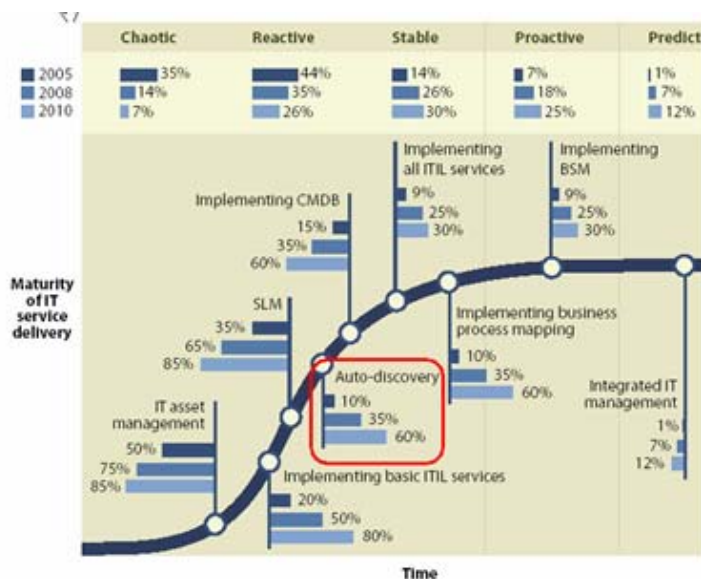 Chaotic Reactive Stable Proactive Predict
2005 35% 44% 14% 7% 1%
2008 14% 35% 26% 18% 7%
2010 7% 26% 30% 25% 12%
Implementing
all ITIL services
9%
25%
30%
Implementing
BSM
9%
25%
30%
Implementing CMDB
15%
35%
60%
Maturity
of IT
service
delivery
SLM
35%
65%
85%
Implementing business
process mapping
10%
35%
60%
Auto-discovery
10%
35%
60%
Integrated IT
management
1%
7%
12%
IT asset
management
50%
75%
85%
Implementing basic ITIL services
20%
50%
80%
Time